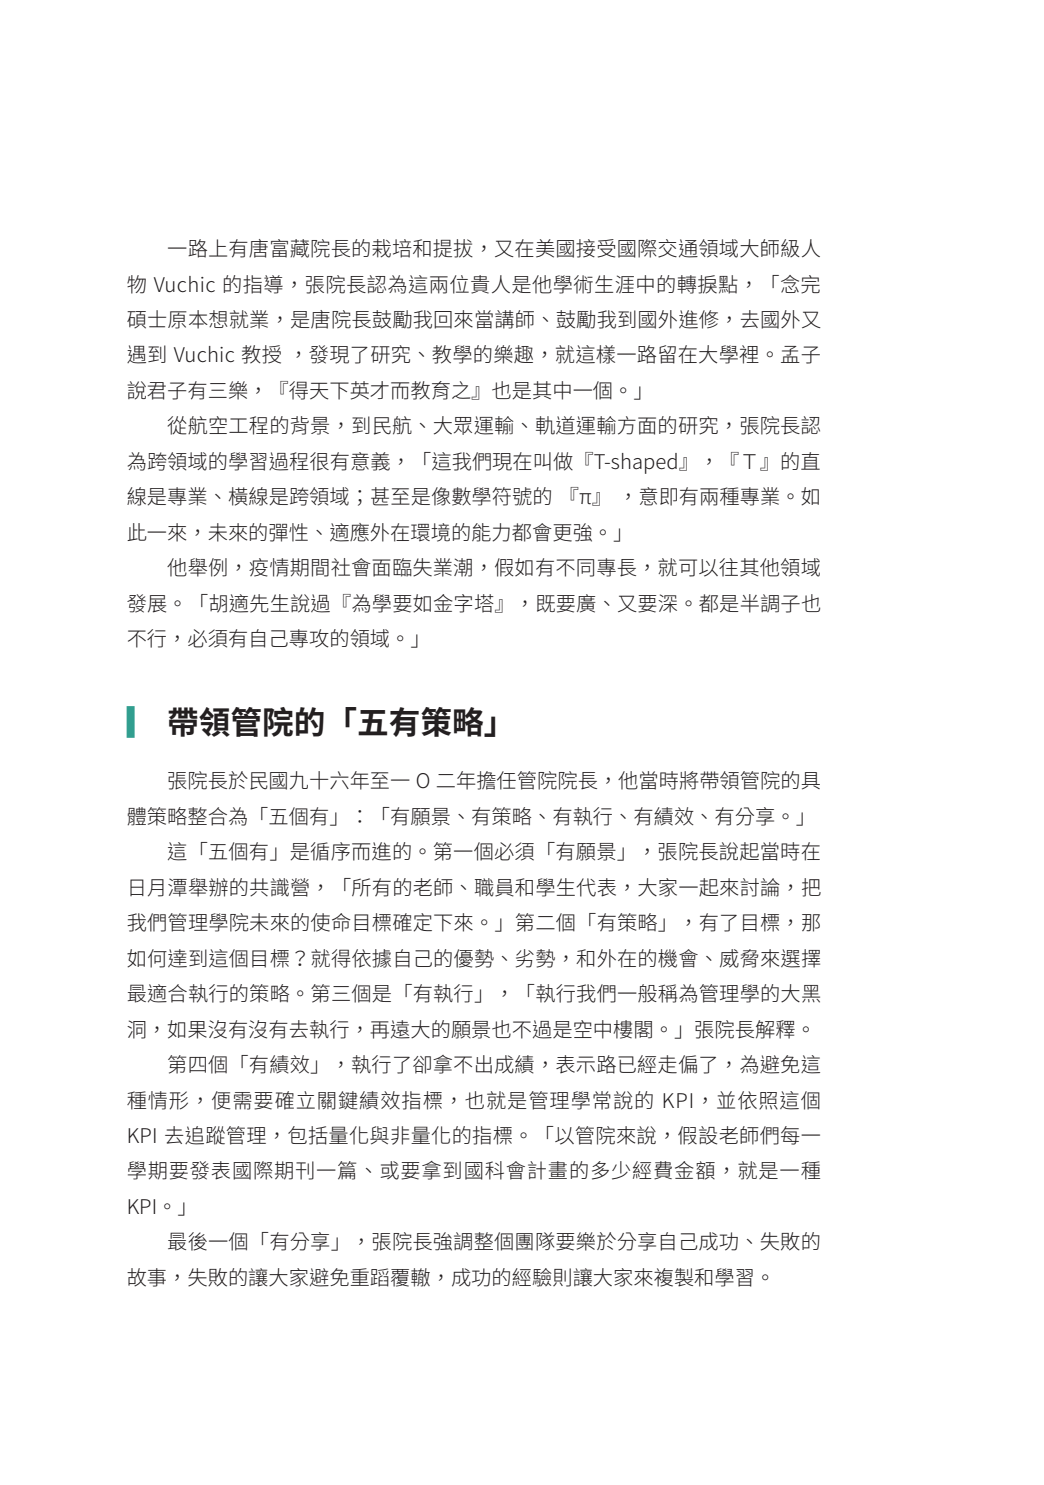 一路上有唐富藏院長的栽培和提拔，又在美國接受國際交通領域大師級人
物 Vuchic 的指導，張院長認為這兩位貴人是他學術生涯中的轉捩點，「念完
碩士原本想就業，是唐院長鼓勵我回來當講師、鼓勵我到國外進修，去國外又
遇到 Vuchic 教授 ，發現了研究、教學的樂趣，就這樣一路留在大學裡。孟子
說君子有三樂，『得天下英才而教育之』也是其中一個。」
從航空工程的背景，到民航、大眾運輸、軌道運輸方面的研究，張院長認
為跨領域的學習過程很有意義，「這我們現在叫做『T-shaped』，『Ｔ』的直
線是專業、橫線是跨領域；甚至是像數學符號的 『π』 ，意即有兩種專業。如
此一來，未來的彈性、適應外在環境的能力都會更強。」
他舉例，疫情期間社會面臨失業潮，假如有不同專長，就可以往其他領域
發展。「胡適先生說過『為學要如金字塔』，既要廣、又要深。都是半調子也
不行，必須有自己專攻的領域。」
帶領管院的「五有策略」
張院長於民國九十六年至一 O 二年擔任管院院長，他當時將帶領管院的具
體策略整合為「五個有」：「有願景、有策略、有執行、有績效、有分享。」
這「五個有」是循序而進的。第一個必須「有願景」，張院長說起當時在
日月潭舉辦的共識營，「所有的老師、職員和學生代表，大家一起來討論，把
我們管理學院未來的使命目標確定下來。」第二個「有策略」，有了目標，那
如何達到這個目標？就得依據自己的優勢、劣勢，和外在的機會、威脅來選擇
最適合執行的策略。第三個是「有執行」，「執行我們一般稱為管理學的大黑
洞，如果沒有沒有去執行，再遠大的願景也不過是空中樓閣。」張院長解釋。
第四個「有績效」，執行了卻拿不出成績，表示路已經走偏了，為避免這
種情形，便需要確立關鍵績效指標，也就是管理學常說的 KPI，並依照這個
KPI 去追蹤管理，包括量化與非量化的指標。「以管院來說，假設老師們每一
學期要發表國際期刊一篇、或要拿到國科會計畫的多少經費金額，就是一種
KPI。」
最後一個「有分享」，張院長強調整個團隊要樂於分享自己成功、失敗的
故事，失敗的讓大家避免重蹈覆轍，成功的經驗則讓大家來複製和學習。